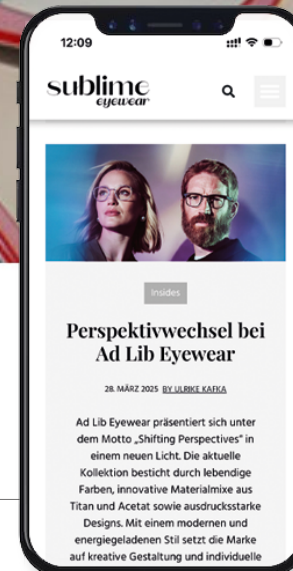 12:09
sublime
eyewear
Insides
Perspektivwechsel bei
Ad Lib Eyewear
28. MÄRZ 2025 BY ULRIKE KAFKA
Ad Lib Eyewear präsentiert sich unter
dem Motto „Shifting Perspectives" in
einem neuen Licht. Die aktuelle
Kollektion besticht durch lebendige
Farben, innovative Materialmixe aus
Titan und Acetat sowie ausdrucksstarke
Designs. Mit einem modernen und
energiegeladenen Stil setzt die Marke
auf kreative Gestaltung und individuelle